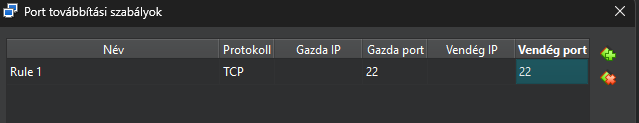 Port továbbítási szabályok
Név Protokoll Gazda IP Gazda port Vendég IP Vendég port
Rule 1 TCP 22 22